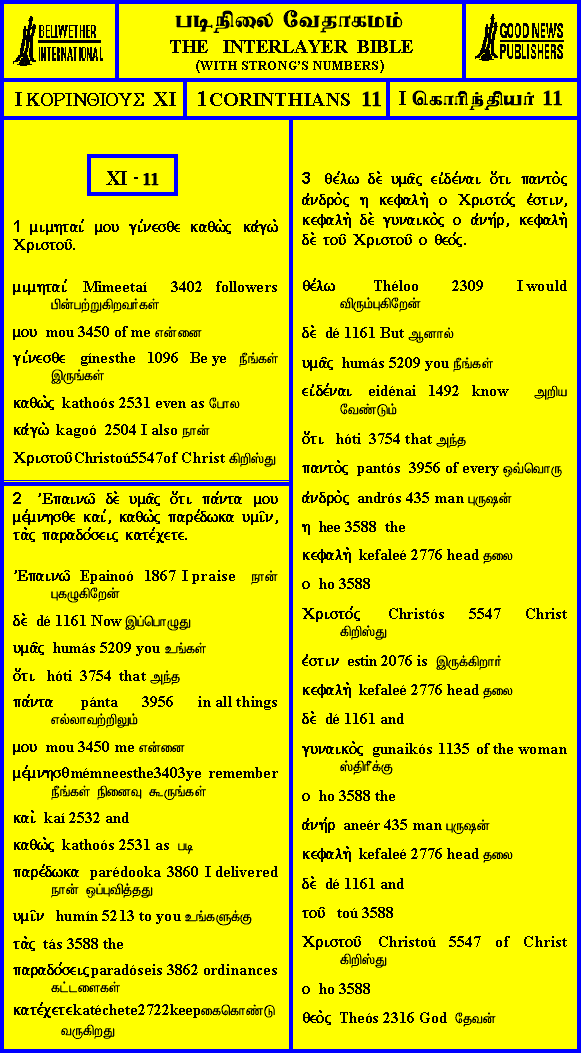 BELLWETHER
INTERNATIONAL
படிநிலை வேதாகமம்
THE INTERLAYER BIBLE
(WITH STRONG'S NUMBERS)
GOOD NEWS
PUBLISHERS
I ΚΟΡΙΝΘΙΟΥΣ XI
1 CORINTHIANS 11
I கொரிந்தியர் 11
XI - 11
1 μιμηταί μου γίνεσθε καθὼς κἀγὼ
Χριστοῦ.
μιμηταί Mimeetaí 3402 followers
பின்பற்றுகிறவர்கள்
μου mou 3450 of me என்னை
γίνεσθε gínesthe 1096 Be ye நீங்கள்
இருங்கள்
καθὼς kathoós 2531 even as போல
κἀγὼ kagoó 2504 I also நான்
Χριστοῦ Christoú5547of Christ கிறிஸ்து
2 Ἐπαινῶ δὲ υμᾶς ὅτι πάντα μου
μέμνησθε καί, καθὼς παρέδωκα υμῖν,
τὰς παραδόσεις κατέχετε.
Ἐπαινῶ Epainoó 1867 I praise நான்
புகழுகிறேன்
δὲ dé 1161 Now இப்பொழுது
υμᾶς humás 5209 you உங்கள்
ὅτι hóti 3754 that அந்த
πάντα pánta 3956 in all things
எல்லாவற்றிலும்
μου mou 3450 me என்னை
μέμνησθ mémneesthe3403ye remember
நீங்கள் நினைவு கூருங்கள்
καὶ kaí 2532 and
καθὼς kathoós 2531 as படி
παρέδωκα parédooka 3860 I delivered
நான் ஒப்புவித்தது
υμῖν humín 5213 to you உங்களுக்கு
τὰς tás 3588 the
παραδόσεις paradóseis 3862 ordinances
கட்டளைகள்
κατέχετε katéchete2722keep கைகொண்டு
வருகிறது
3 θέλω δὲ υμᾶς εἰδέναι ὅτι παντὸς
ἀνδρὸς η κεφαλὴ ο Χριστός ἐστιν,
κεφαλὴ δὲ γυναικὸς ο ἀνήρ, κεφαλὴ
δὲ τοῦ Χριστοῦ ο θεός.
θέλω Théloo 2309 I would
விரும்புகிறேன்
δὲ dé 1161 But ஆனால்
υμᾶς humás 5209 you நீங்கள்
εἰδέναι eidénai 1492 know அறிய
வேண்டும்
ὅτι hóti 3754 that அந்த
παντὸς pantós 3956 of every ஒவ்வொரு
ἀνδρὸς andrós 435 man புருஷன்
η hee 3588 the
κεφαλὴ kefaleé 2776 head தலை
ο ho 3588
Χριστός Christós 5547 Christ
கிறிஸ்து
ἐστιν estin 2076 is இருக்கிறார்
κεφαλὴ kefaleé 2776 head தலை
δὲ dé 1161 and
γυναικὸς gunaikós 1135 of the woman
ஸ்திரீக்கு
ο ho 3588 the
ἀνήρ aneér 435 man புருஷன்
κεφαλὴ kefaleé 2776 head தலை
δὲ dé 1161 and
τοῦ toú 3588
Χριστοῦ Christoú 5547 of Christ
கிறிஸ்து
ο ho 3588
θεὸς Theós 2316 God தேவன்